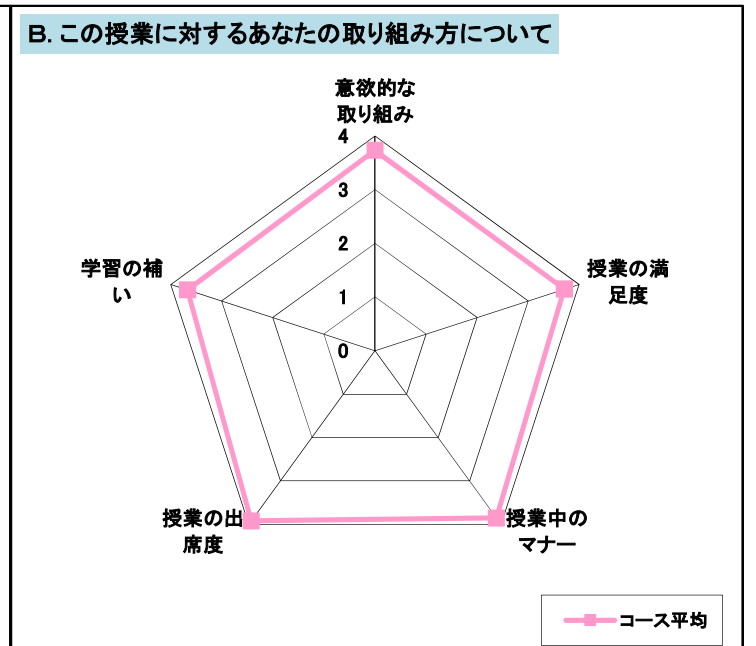 B. この授業に対するあなたの取り組み方について
意欲的な
取り組み
4
3
2
1
0
学習の補
い
授業の満
足度
授業の出
席度
授業中の
マナー
コース平均